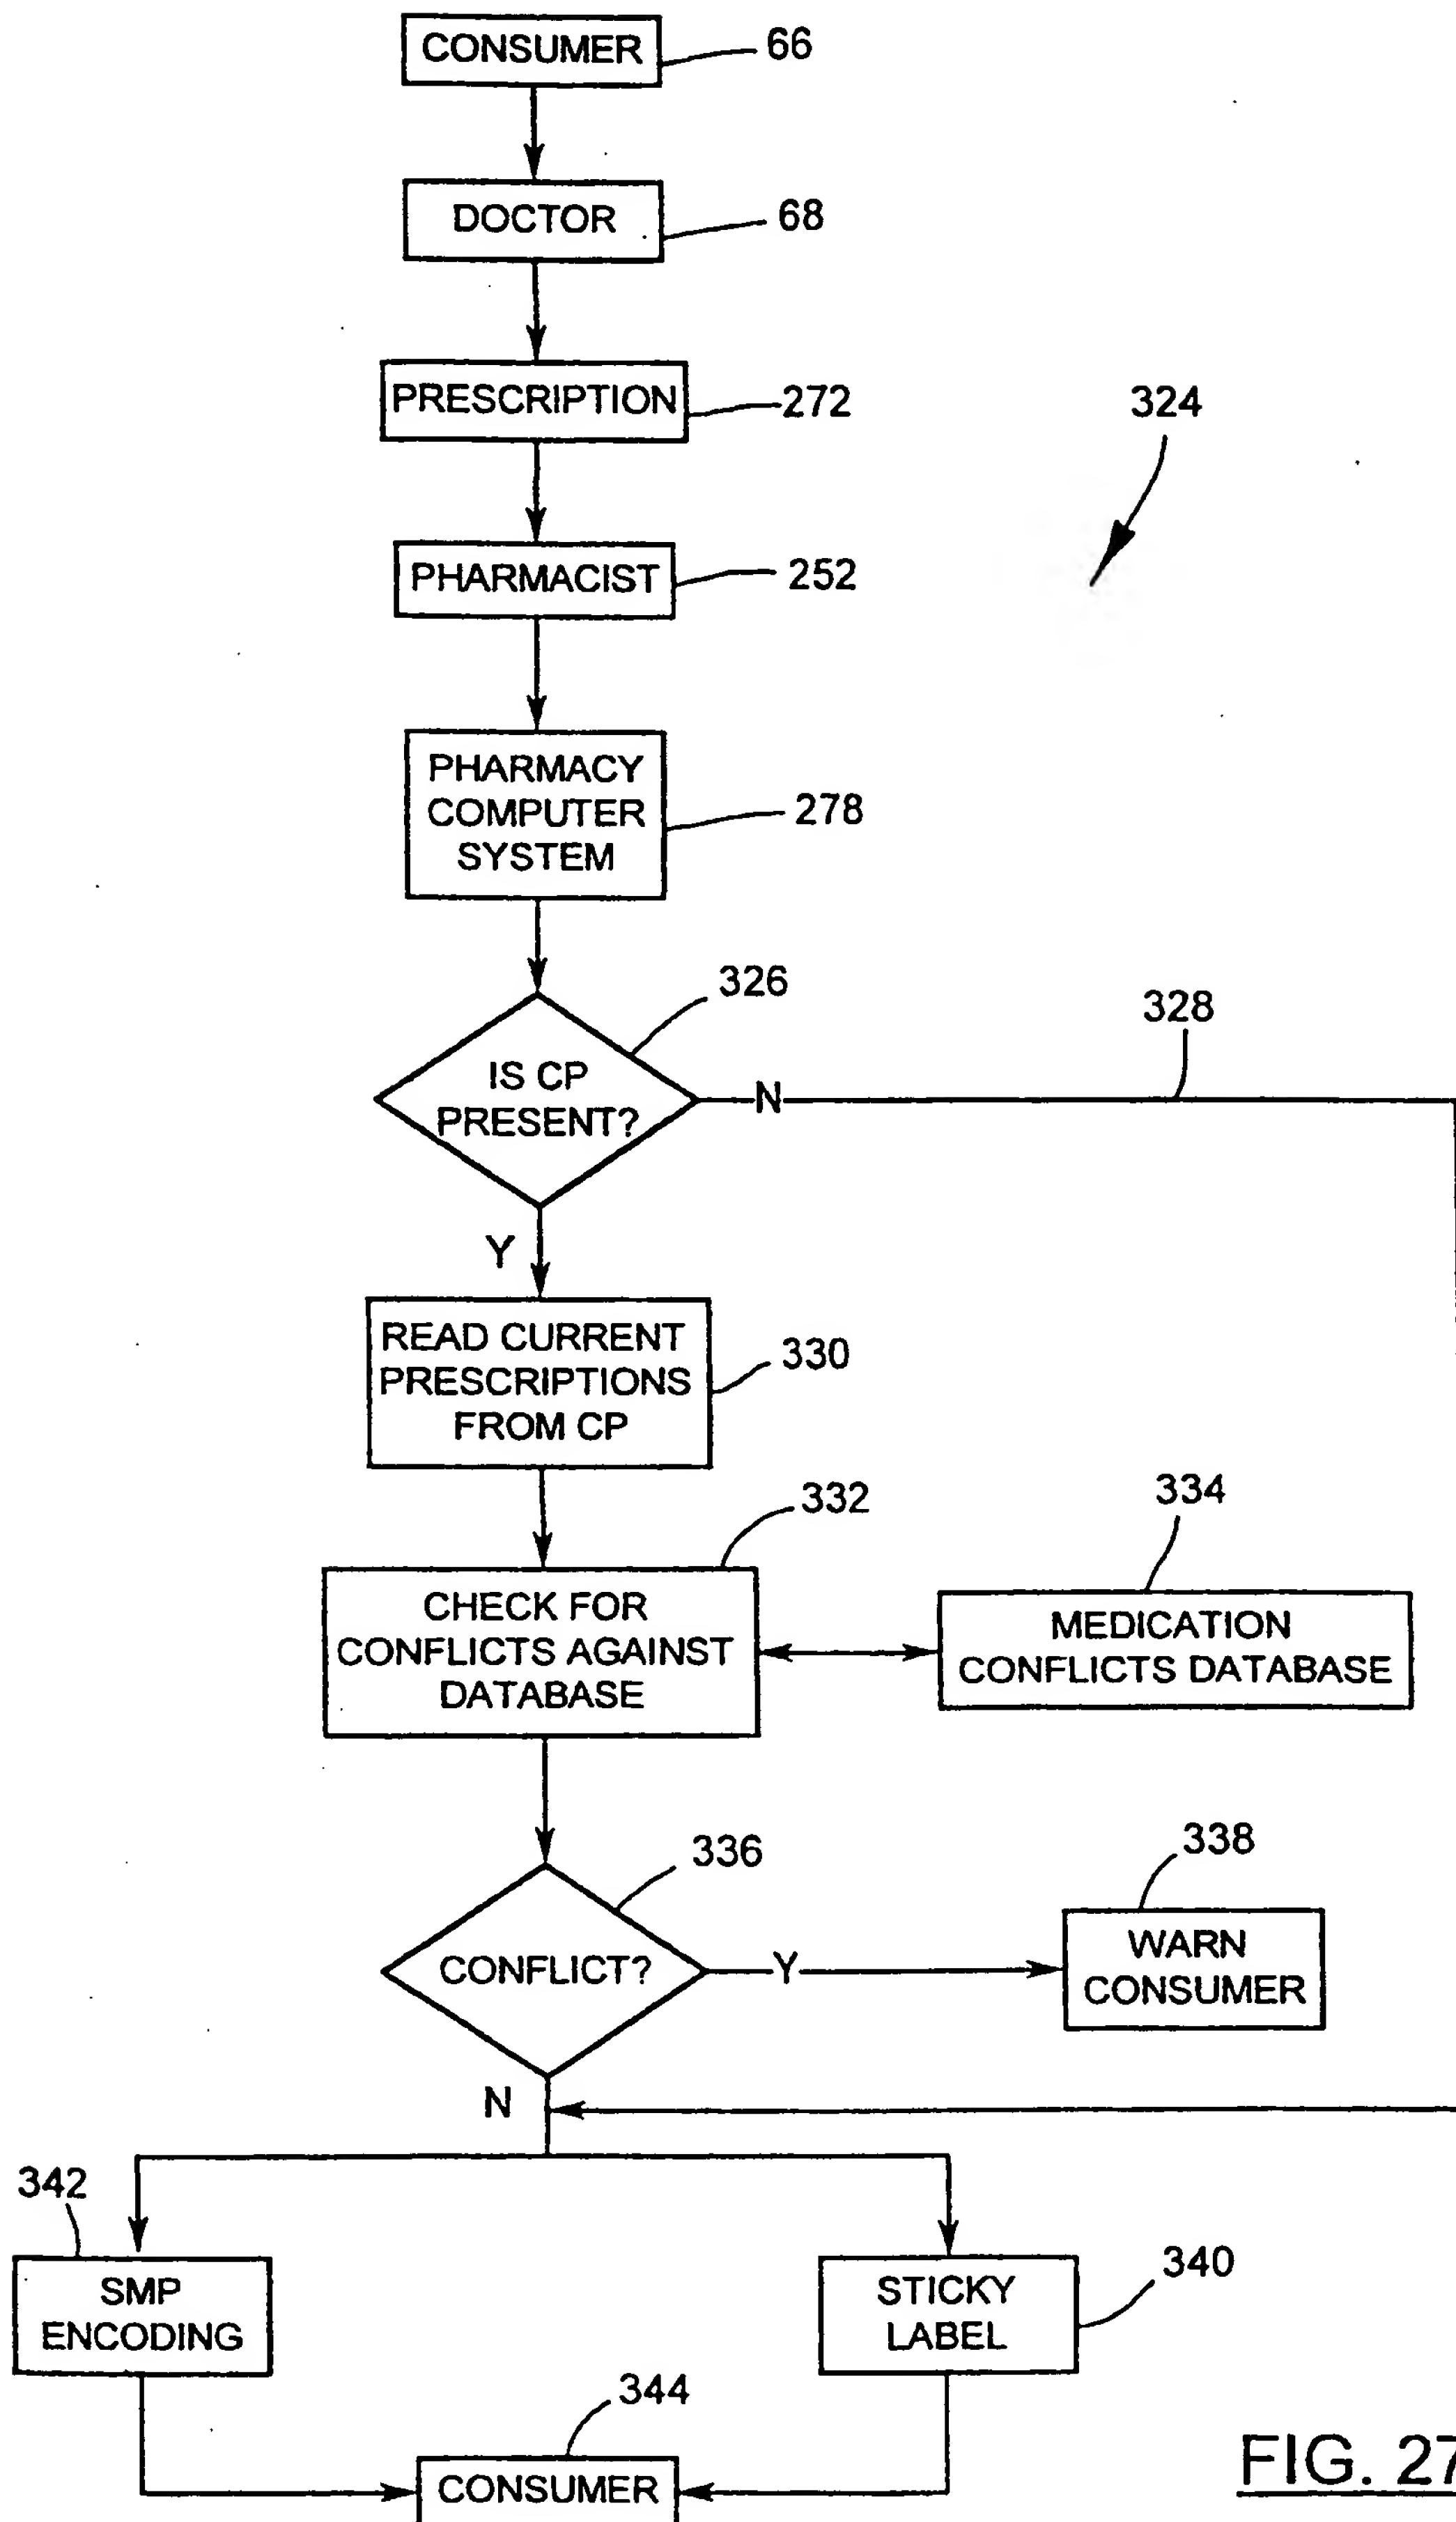 CONSUMER
66
DOCTOR
68
PRESCRIPTION
272
324
PHARMACIST
252
PHARMACY
COMPUTER
SYSTEM
278
326
328
IS CP
PRESENT?
N
Y
READ CURRENT
PRESCRIPTIONS
FROM CP
330
332
334
CHECK FOR
CONFLICTS AGAINST
DATABASE
MEDICATION
CONFLICTS DATABASE
336
338
CONFLICT?
Y
WARN
CONSUMER
N
342
SMP
ENCODING
STICKY
LABEL
340
344
CONSUMER
FIG. 27